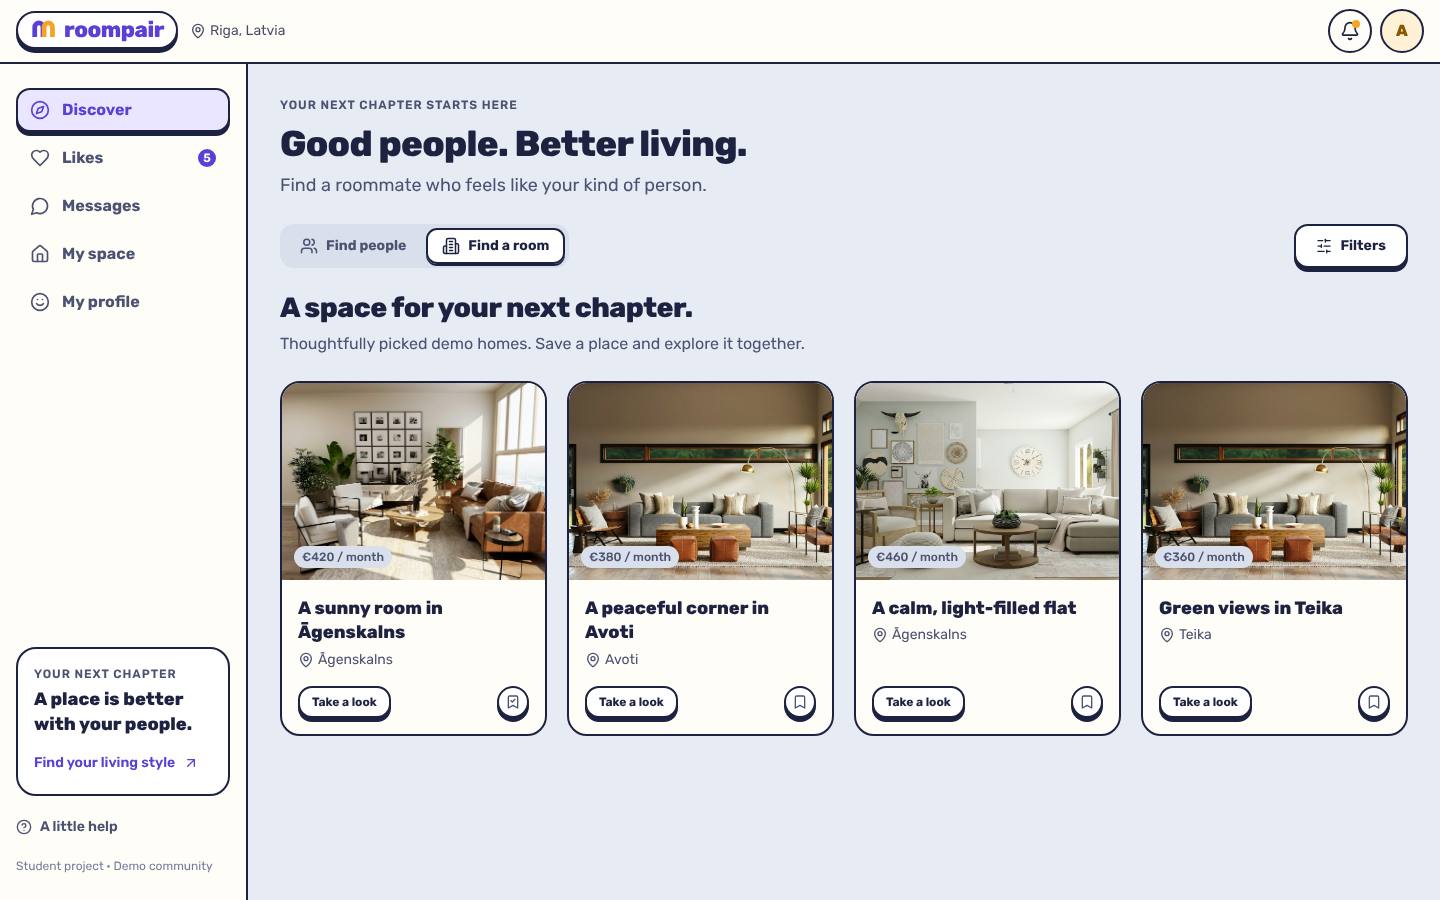 roompair
Riga, Latvia
A
Discover
Likes
5
Messages
My space
My profile
YOUR NEXT CHAPTER
A place is better
with your people.
Find your living style
A little help
Student project • Demo community
YOUR NEXT CHAPTER STARTS HERE
Good people. Better living.
Find a roommate who feels like your kind of person.
Find people
Find a room
Filters
A space for your next chapter.
Thoughtfully picked demo homes. Save a place and explore it together.
€420 / month
A sunny room in
Āgenskalns
Āgenskalns
Take a look
€380 / month
A peaceful corner in
Avoti
Avoti
Take a look
€460 / month
A calm, light-filled flat
Āgenskalns
Take a look
€360 / month
Green views in Teika
Teika
Take a look